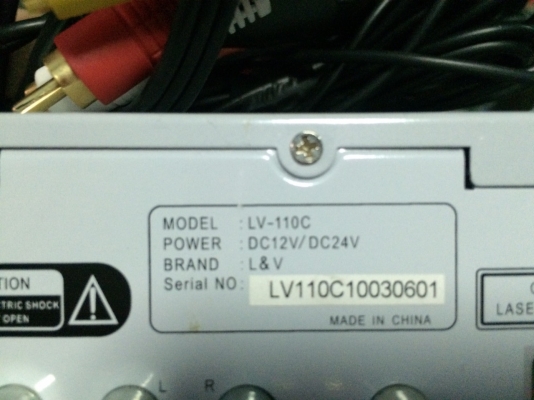 MODEL : LV-110C
POWER : DC12V/DC24V
BRAND : L&V
Serial NO: LV110C10030601
MADE IN CHINA
TION
TRIC SHOCK
OPEN
C
LASE
L R